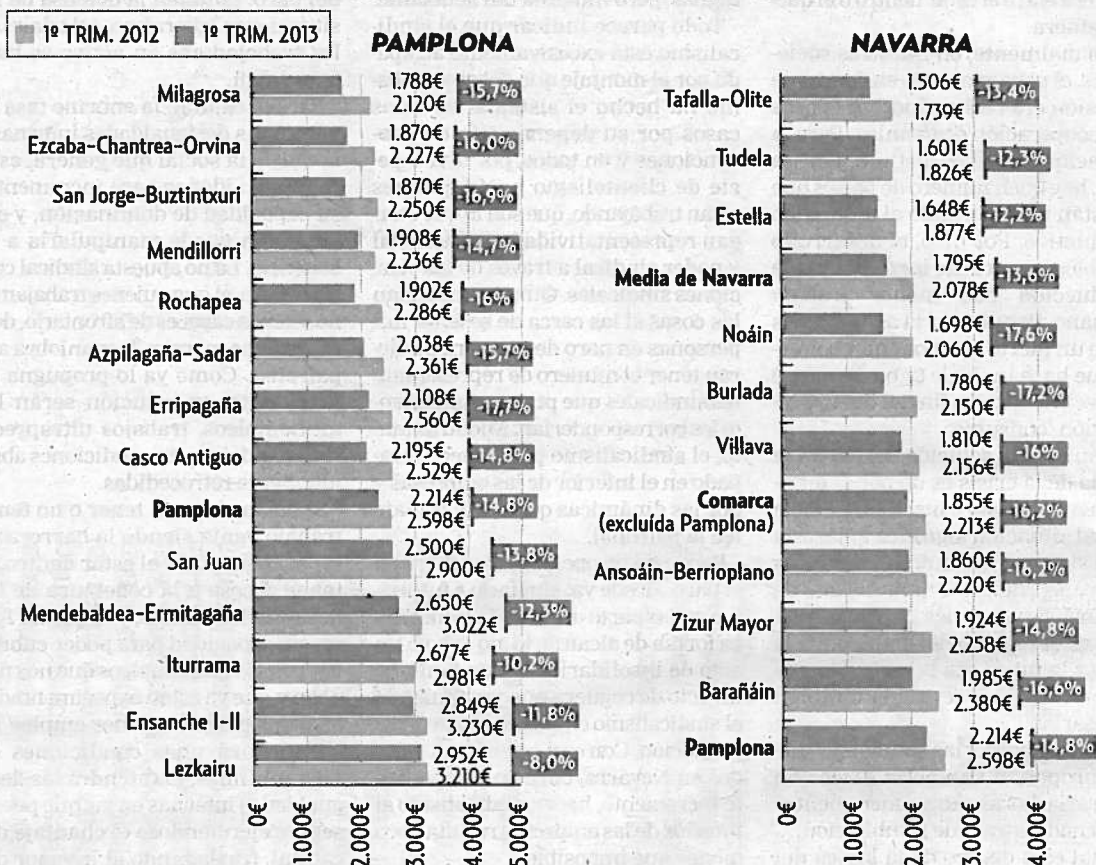 1º TRIM. 2012 1º TRIM. 2013
PAMPLONA
Milagrosa 1.788€ 2.120€ -15,7%
Ezcaba-Chantrea-Orvina 1.870€ 2.227€ -16,0%
San Jorge-Buztintxuri 1.870€ 2.250€ -16,9%
Mendillorri 1.908€ 2.236€ -14,7%
Rochapea 1.902€ 2.286€ -16%
Azpilagaña-Sadar 2.038€ 2.361€ -15,7%
Erripagaña 2.108€ 2.560€ -17,7%
Casco Antiguo 2.195€ 2.529€ -14,8%
Pamplona 2.214€ 2.598€ -14,8%
San Juan 2.500€ 2.900€ -13,8%
Mendebaldea-Ermitagaña 2.650€ 3.022€ -12,3%
Iturrama 2.677€ 2.981€ -10,2%
Ensanche I-II 2.849€ 3.230€ -11,8%
Lezkairu 2.952€ 3.210€ -8,0%
0€ 1.000€ 2.000€ 3.000€ 4.000€ 5.000€
NAVARRA
Tafalla-Olite 1.506€ 1.739€ -13,4%
Tudela 1.601€ 1.826€ -12,3%
Estella 1.648€ 1.877€ -12,2%
Media de Navarra 1.795€ 2.078€ -13,6%
Noáin 1.698€ 2.060€ -17,6%
Burlada 1.780€ 2.150€ -17,2%
Villava 1.810€ 2.156€ -16%
Comarca 1.855€
(excluída Pamplona) 2.213€ -16,2%
Ansoáin-Berrioplano 1.860€ 2.220€ -16,2%
Zizur Mayor 1.924€ 2.258€ -14,8%
Barañáin 1.985€ 2.380€ -16,6%
Pamplona 2.214€ 2.598€ -14,8%
0€ 1.000€ 2.000€ 3.000€ 4.000€